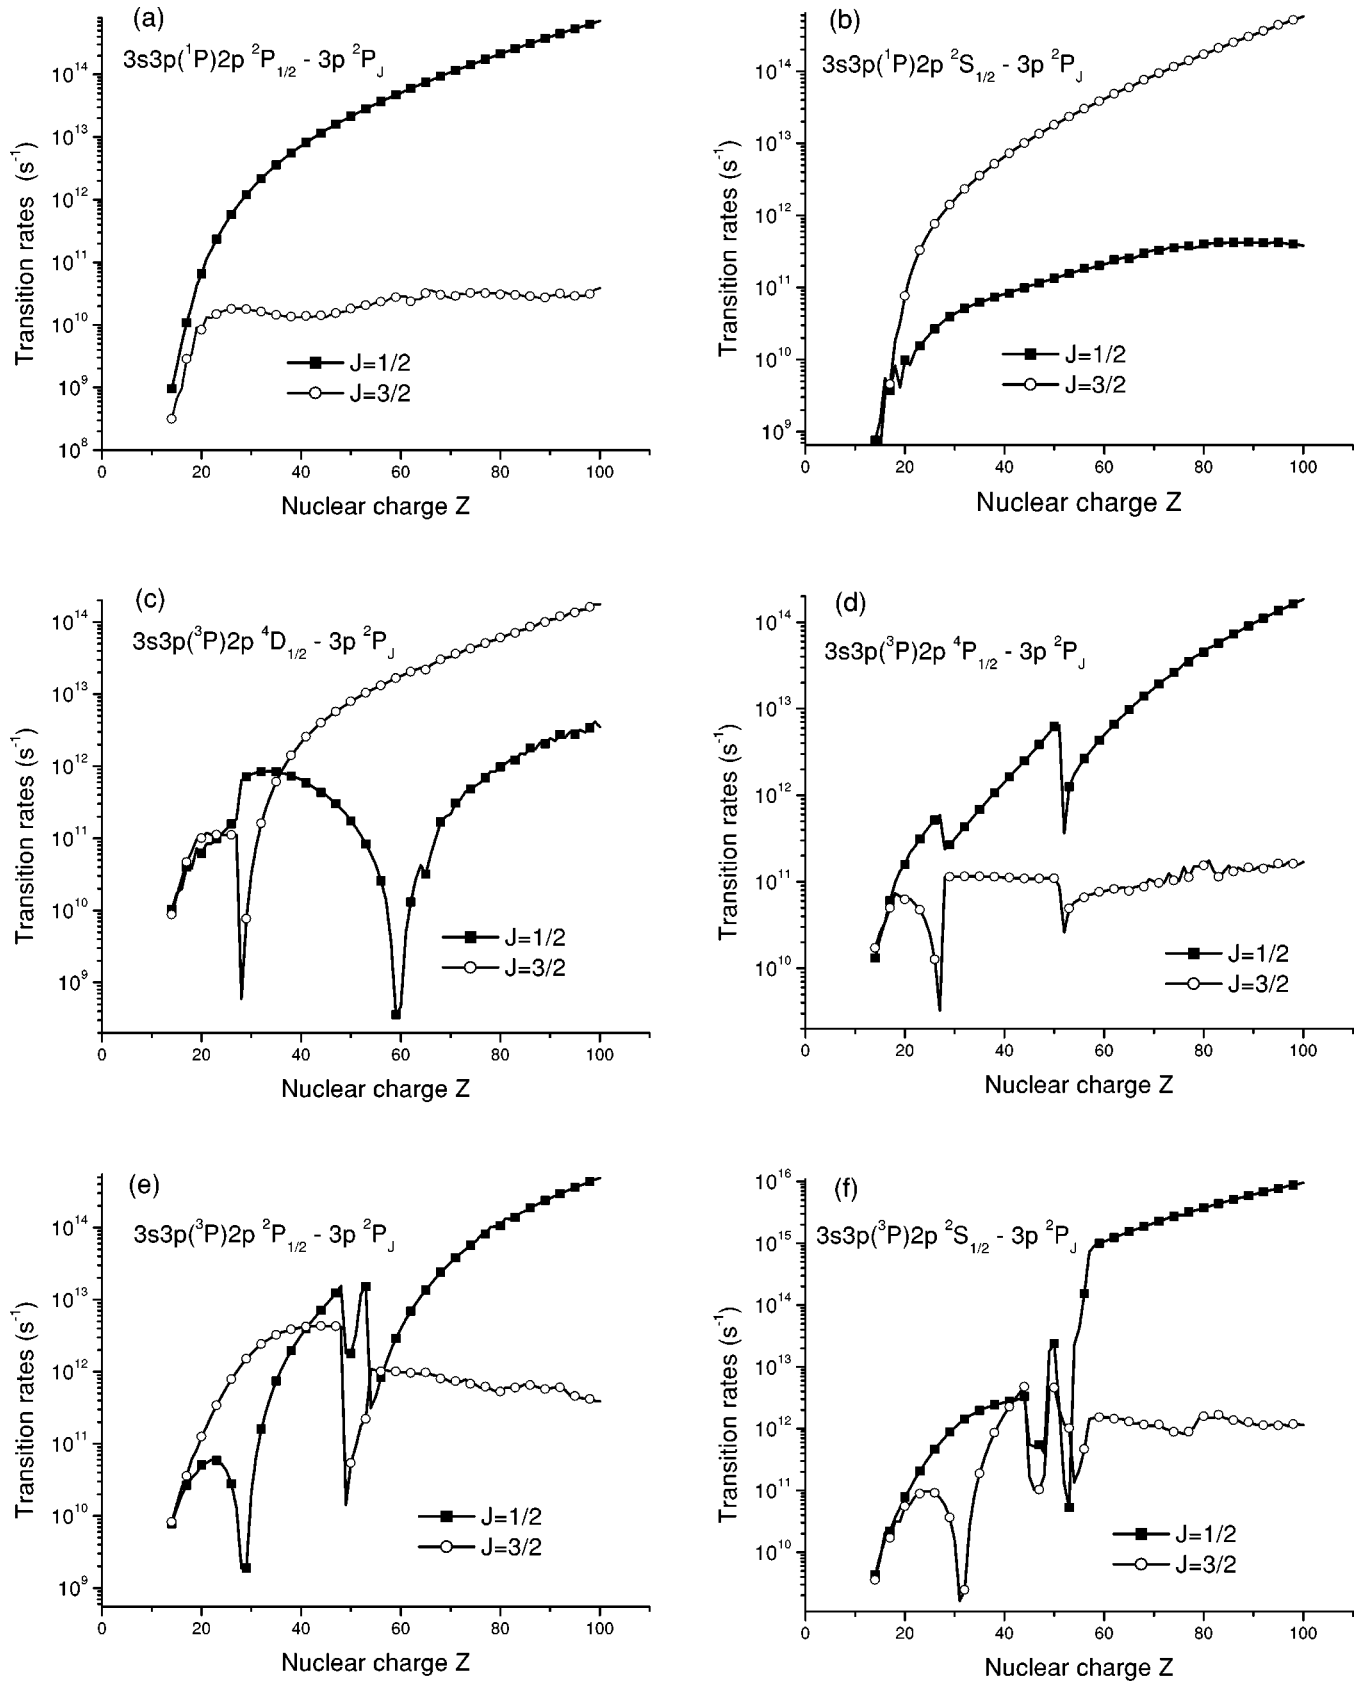 (a)
3s3p(¹P)2p ²P₁/₂ - 3p ²P_J
Transition rates (s⁻¹)
10¹⁴
10¹³
10¹²
10¹¹
10¹⁰
10⁹
10⁸
J=1/2
J=3/2
0 20 40 60 80 100
Nuclear charge Z
(b)
3s3p(¹P)2p ²S₁/₂ - 3p ²P_J
Transition rates (s⁻¹)
10¹⁴
10¹³
10¹²
10¹¹
10¹⁰
10⁹
J=1/2
J=3/2
0 20 40 60 80 100
Nuclear charge Z
(c)
3s3p(³P)2p ⁴D₁/₂ - 3p ²P_J
Transition rates (s⁻¹)
10¹⁴
10¹³
10¹²
10¹¹
10¹⁰
10⁹
J=1/2
J=3/2
0 20 40 60 80 100
Nuclear charge Z
(d)
3s3p(³P)2p ⁴P₁/₂ - 3p ²P_J
Transition rates (s⁻¹)
10¹⁴
10¹³
10¹²
10¹¹
10¹⁰
J=1/2
J=3/2
0 20 40 60 80 100
Nuclear charge Z
(e)
3s3p(³P)2p ²P₁/₂ - 3p ²P_J
Transition rates (s⁻¹)
10¹⁴
10¹³
10¹²
10¹¹
10¹⁰
10⁹
J=1/2
J=3/2
0 20 40 60 80 100
Nuclear charge Z
(f)
3s3p(³P)2p ²S₁/₂ - 3p ²P_J
Transition rates (s⁻¹)
10¹⁶
10¹⁵
10¹⁴
10¹³
10¹²
10¹¹
10¹⁰
J=1/2
J=3/2
0 20 40 60 80 100
Nuclear charge Z